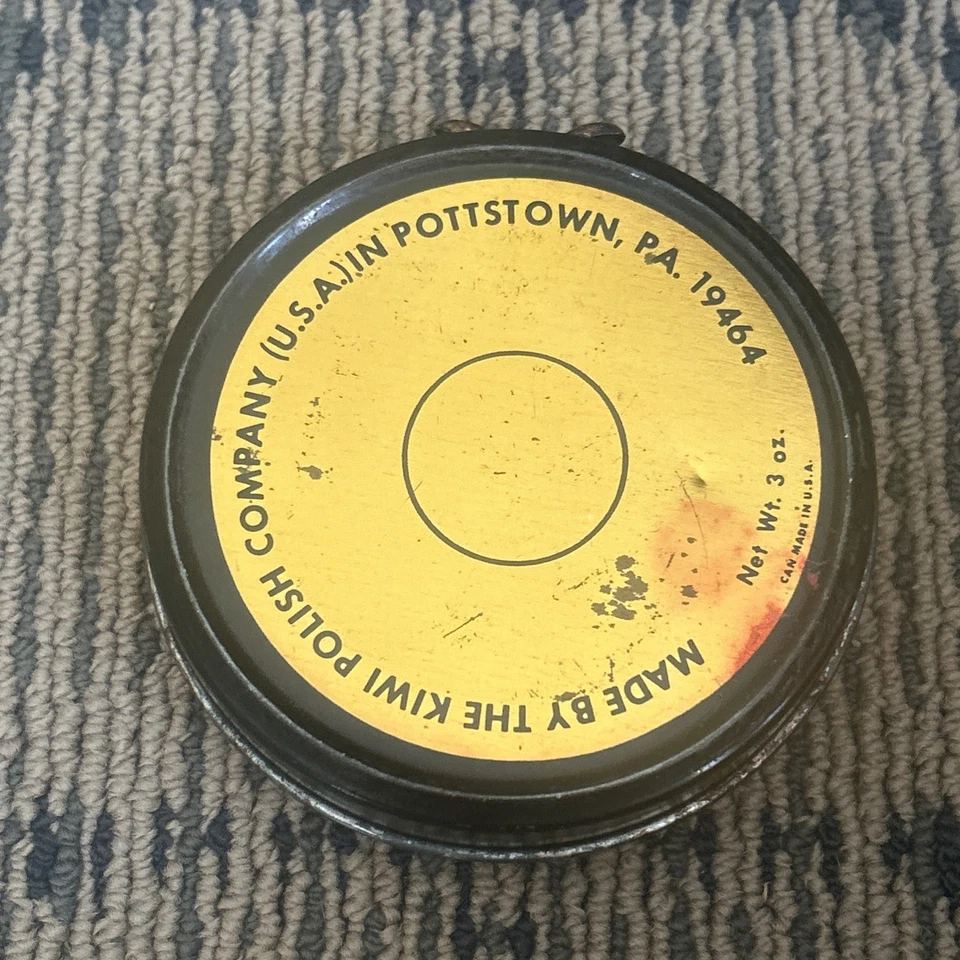 MADE BY THE KIWI POLISH COMPANY (U.S.A.) IN POTTSTOWN, PA. 19464
Net Wt. 3 oz.
CAN MADE IN U.S.A.